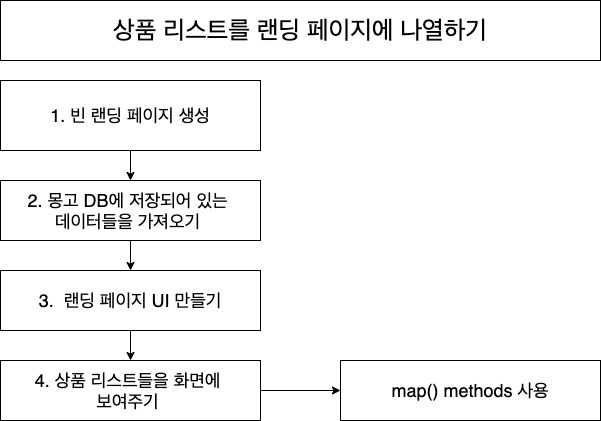 상품 리스트를 랜딩 페이지에 나열하기
1. 빈 랜딩 페이지 생성
2. 몽고 DB에 저장되어 있는
데이터들을 가져오기
3. 랜딩 페이지 UI 만들기
4. 상품 리스트들을 화면에
보여주기
map() methods 사용